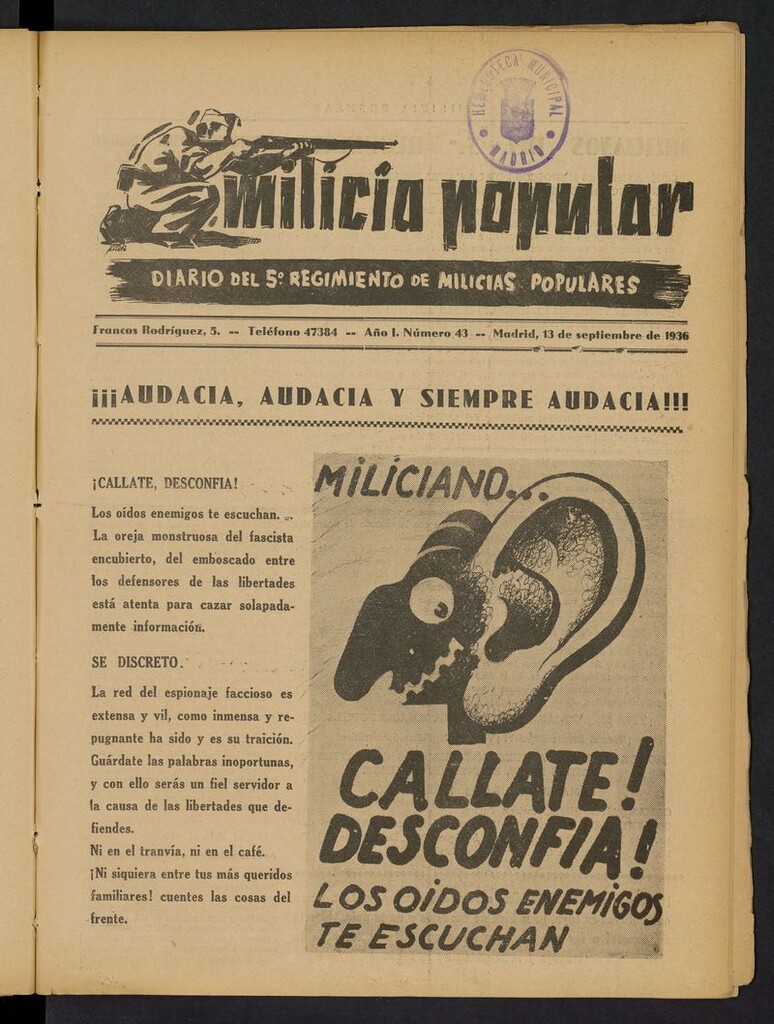 HEMEROTECA MUNICIPAL
MADRID
milicia popular
DIARIO DEL 5º REGIMIENTO DE MILICIAS POPULARES
Francos Rodríguez, 5. -- Teléfono 47384 -- Año I. Número 43 -- Madrid, 13 de septiembre de 1936
¡¡¡AUDACIA, AUDACIA Y SIEMPRE AUDACIA!!!
¡CALLATE, DESCONFIA!
Los oídos enemigos te escuchan.
La oreja monstruosa del fascista
encubierto, del emboscado entre
los defensores de las libertades
está atenta para cazar solapada-
mente información.
SE DISCRETO.
La red del espionaje faccioso es
extensa y vil, como inmensa y re-
pugnante ha sido y es su traición.
Guárdate las palabras inoportunas,
y con ello serás un fiel servidor a
la causa de las libertades que de-
fiendes.
Ni en el tranvía, ni en el café.
¡Ni siquiera entre tus más queridos
familiares! cuentes las cosas del
frente.
MILICIANO...
CALLATE!
DESCONFIA!
LOS OIDOS ENEMIGOS
TE ESCUCHAN